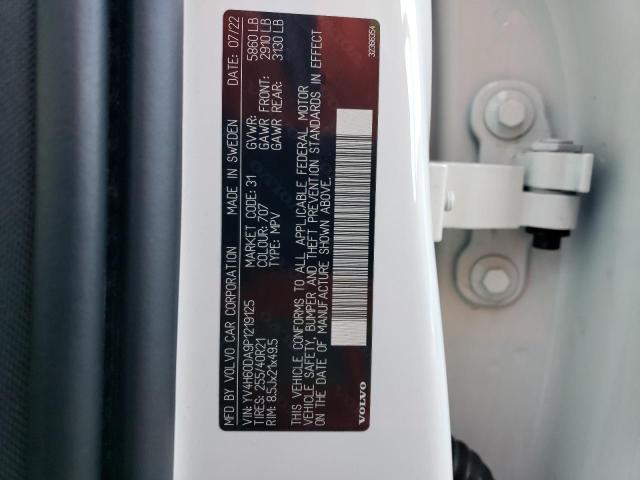 MFD BY VOLVO CAR CORPORATION MADE IN SWEDEN DATE: 07/22
VIN: YV4H60DA9P1219125 MARKET CODE: 31 GVWR: 5860 LB
TIRES: 255/40R21 COLOUR: 707 GAWR FRONT: 2910 LB
RIM: 8.5Jx21x49.5 TYPE: MPV GAWR REAR: 3130 LB
THIS VEHICLE CONFORMS TO ALL APPLICABLE FEDERAL MOTOR
VEHICLE SAFETY, BUMPER AND THEFT PREVENTION STANDARDS IN EFFECT
ON THE DATE OF MANUFACTURE SHOWN ABOVE.
VOLVO
32366354